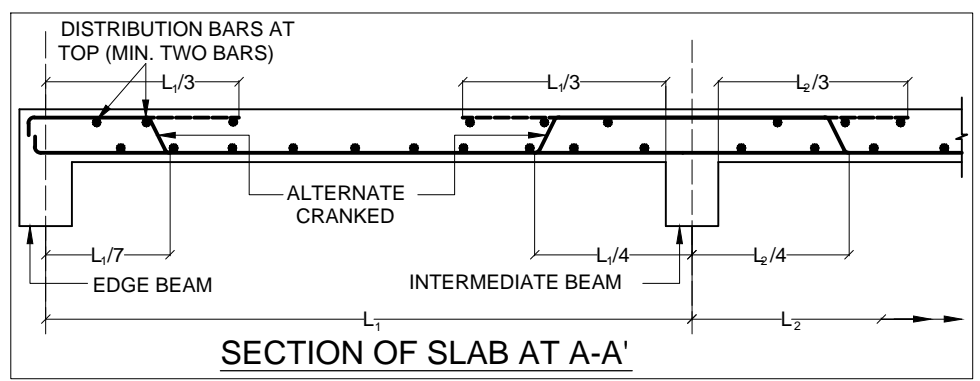 DISTRIBUTION BARS AT
TOP (MIN. TWO BARS)
L₁/3
L₁/3
L₂/3
ALTERNATE
CRANKED
L₁/7
L₁/4
L₂/4
EDGE BEAM
INTERMEDIATE BEAM
L₁
L₂
SECTION OF SLAB AT A-A'